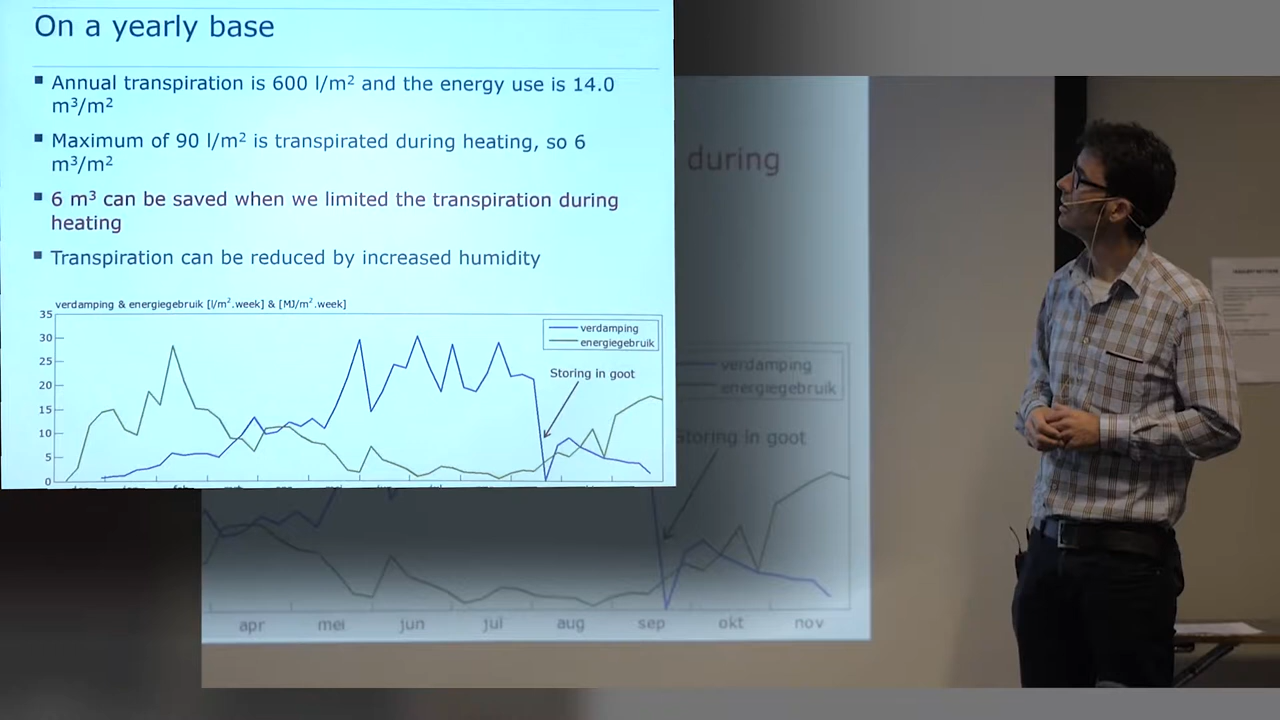 On a yearly base
Annual transpiration is 600 l/m² and the energy use is 14.0
m³/m²
Maximum of 90 l/m² is transpirated during heating, so 6
m³/m²
6 m³ can be saved when we limited the transpiration during
heating
Transpiration can be reduced by increased humidity
verdamping & energiegebruik [l/m².week] & [MJ/m².week]
35
30
25
20
15
10
5
0
verdamping
energiegebruik
Storing in goot
during
verdamping
energiegebruik
Storing in goot
apr mei jun jul aug sep okt nov